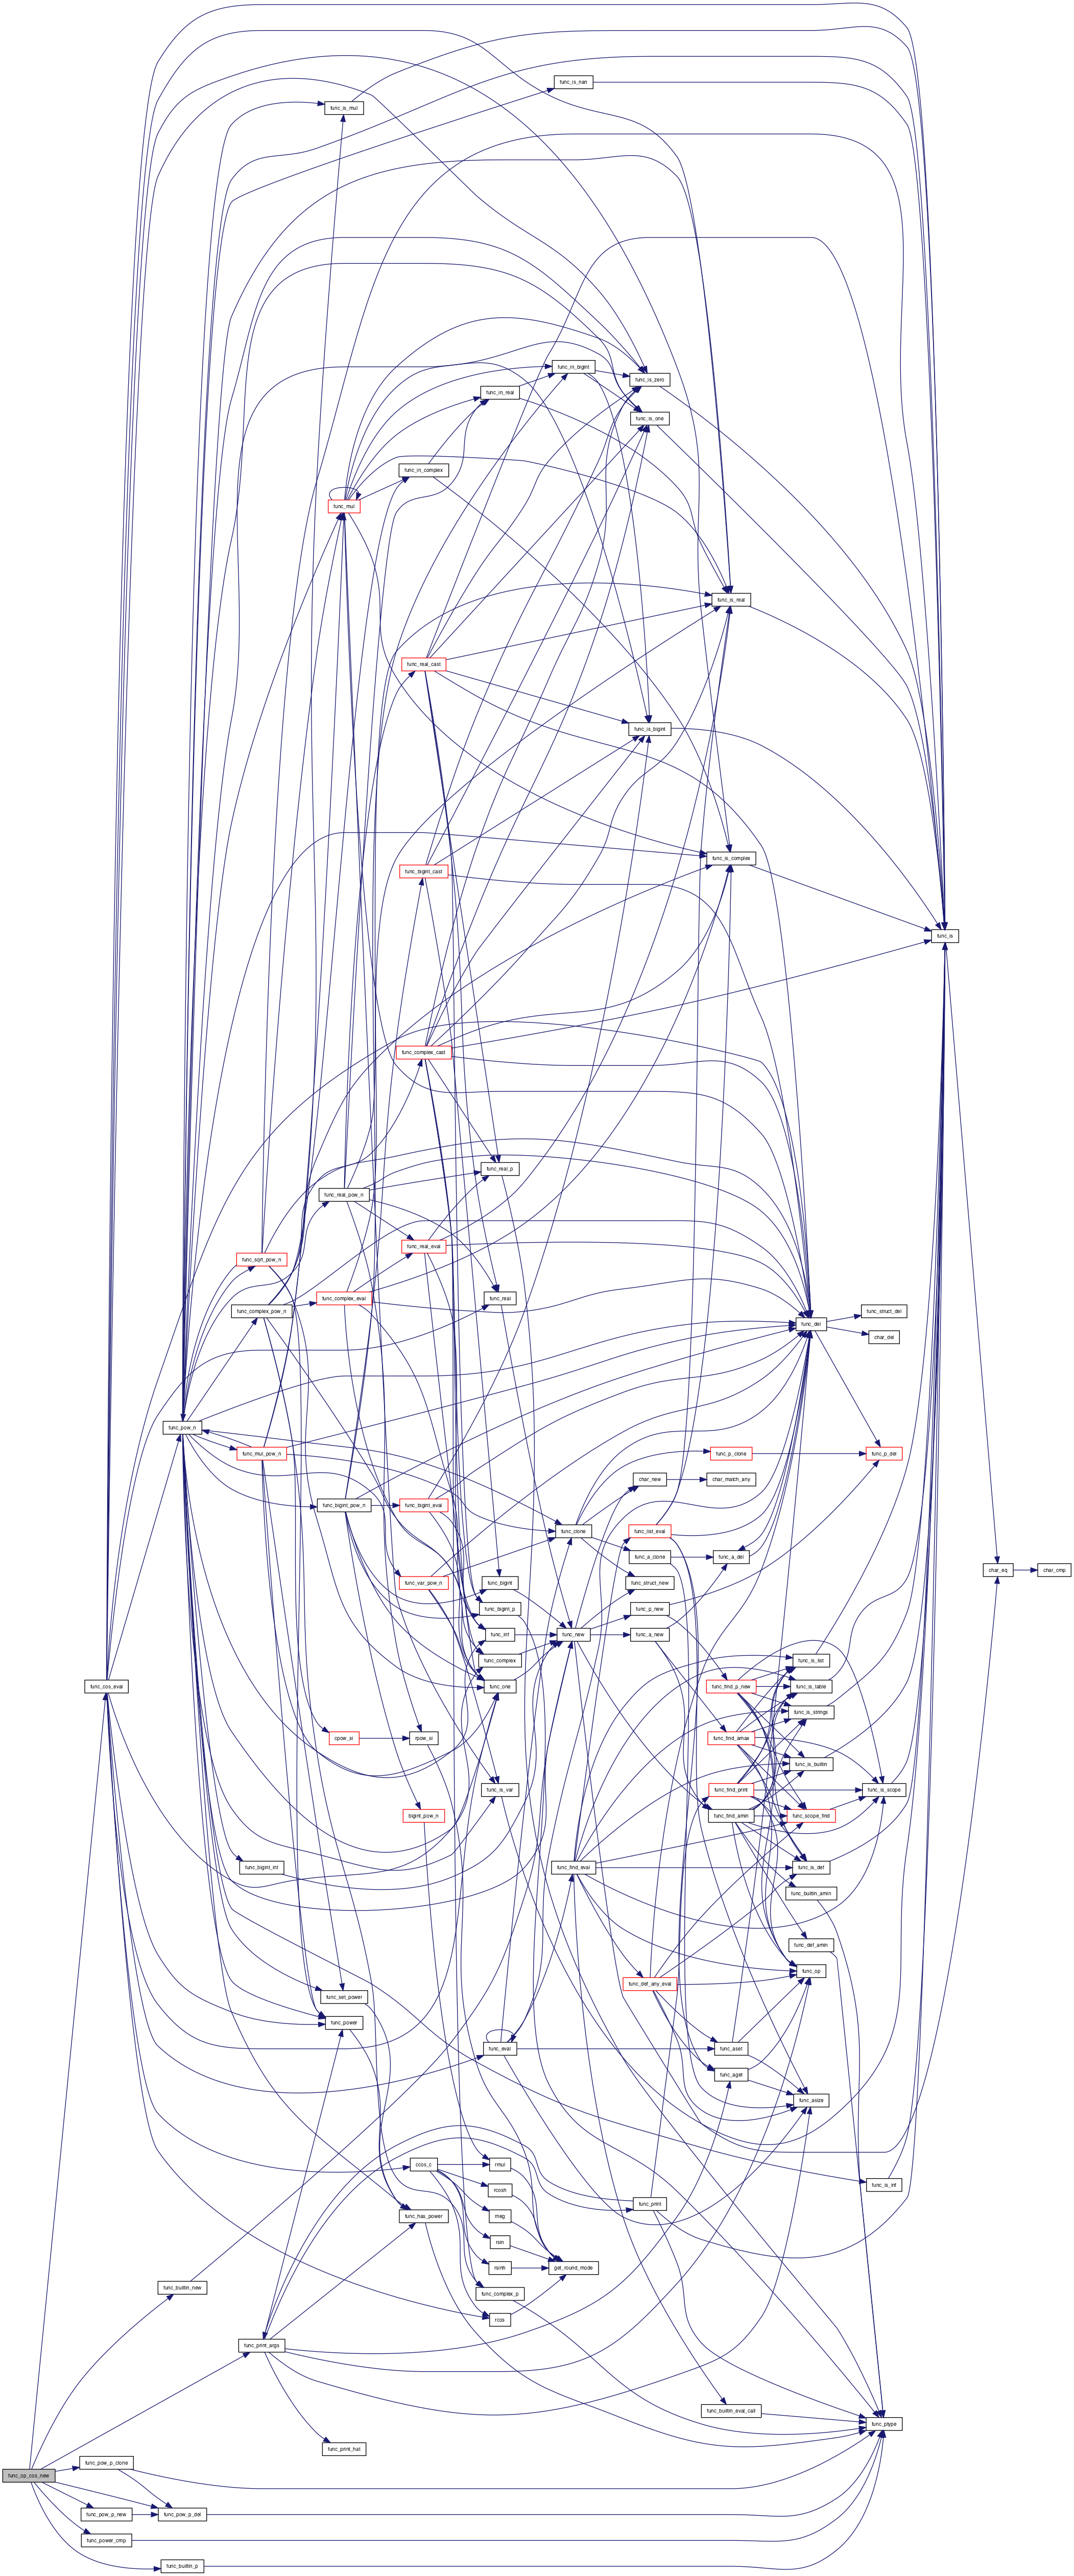 func_is_nan
func_is_mul
func_in_bigint
func_is_zero
func_in_real
func_is_one
func_in_complex
func_mul
func_is_real
func_real_cast
func_is_bigint
func_is_complex
func_bigint_cast
func_is
func_complex_cast
char_eq
char_cmp
func_real_p
func_real_pow_n
func_real_eval
func_sqrt_pow_n
func_complex_eval
func_real
func_complex_pow_n
func_struct_del
func_del
char_del
func_pow_n
func_mul_pow_n
func_p_clone
func_p_del
char_new
char_match_any
func_bigint_pow_n
func_bigint_eval
func_clone
func_list_eval
func_a_clone
func_a_del
func_var_pow_n
func_bigint
func_struct_new
func_bigint_p
func_p_new
func_inf
func_new
func_a_new
func_complex
func_is_list
func_cos_eval
func_one
func_find_p_new
func_is_table
func_is_strings
cpow_si
rpow_si
func_find_amax
func_is_builtin
func_is_var
func_find_print
func_is_scope
bigint_pow_n
func_find_amin
func_scope_find
func_bigint_int
func_find_eval
func_is_def
func_builtin_amin
func_def_amin
func_op
func_def_any_eval
func_set_power
func_power
func_eval
func_aset
func_aget
func_asize
ccos_c
rmul
func_is_inf
rcosh
func_print
rneg
func_has_power
rsin
rsinh
get_round_mode
func_builtin_new
func_complex_p
rcos
func_print_args
func_builtin_eval_call
func_ptype
func_print_hat
func_pow_p_clone
func_op_cos_new
func_pow_p_new
func_pow_p_del
func_power_cmp
func_builtin_p